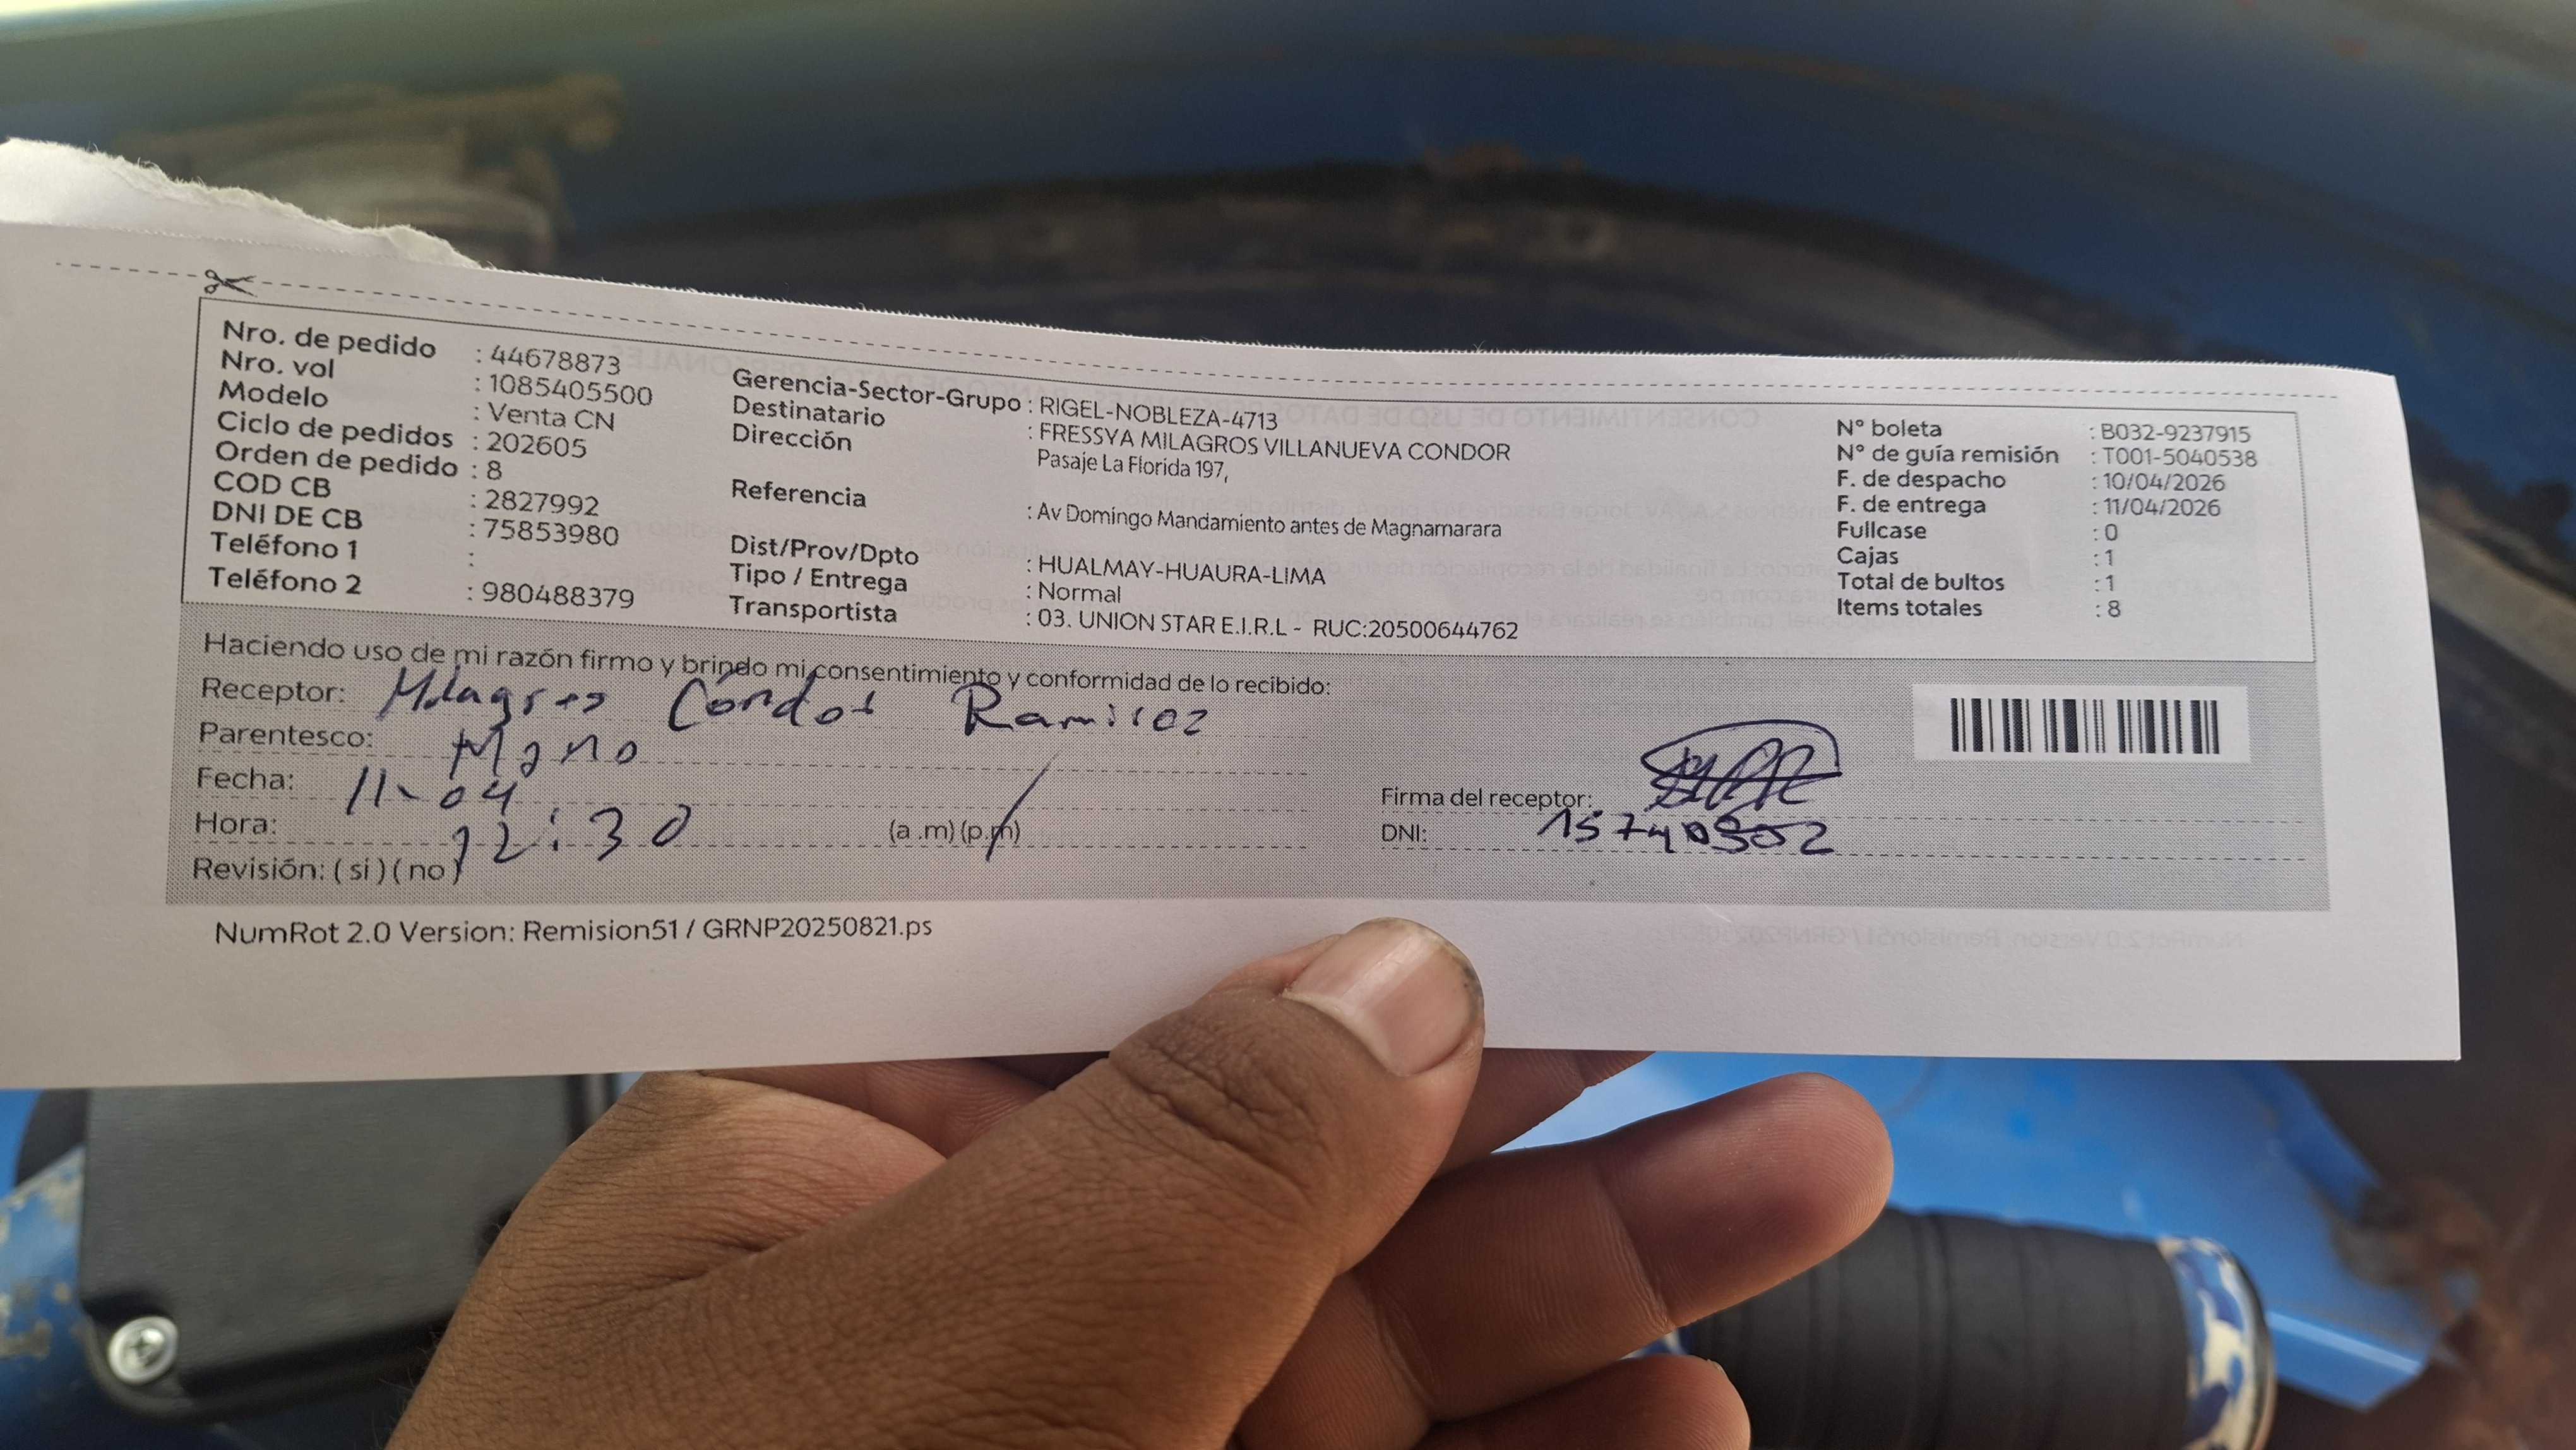 Nro. de pedido : 44678873
Nro. vol : 1085405500
Modelo : Venta CN
Ciclo de pedidos : 202605
Orden de pedido : 8
COD CB : 2827992
DNI DE CB : 75853980
Teléfono 1 :
Teléfono 2 : 980488379
Gerencia-Sector-Grupo : RIGEL-NOBLEZA-4713
Destinatario : FRESSYA MILAGROS VILLANUEVA CONDOR
Dirección Pasaje La Florida 197,
Referencia : Av Domingo Mandamiento antes de Magnamarara
Dist/Prov/Dpto : HUALMAY-HUAURA-LIMA
Tipo / Entrega : Normal
Transportista : 03. UNION STAR E.I.R.L - RUC:20500644762
N° boleta : B032-9237915
N° de guía remisión : T001-5040538
F. de despacho : 10/04/2026
F. de entrega : 11/04/2026
Fullcase : 0
Cajas : 1
Total de bultos : 1
Items totales : 8
Haciendo uso de mi razón firmo y brindo mi consentimiento y conformidad de lo recibido:
Receptor: Milagros Cóndor Ramirez
Parentesco:
Fecha: 11-04
Hora: 12:30 (a .m) (p.m)
Revisión: ( si ) ( no )
Firma del receptor:
DNI:
NumRot 2.0 Version: Remision51 / GRNP20250821.ps